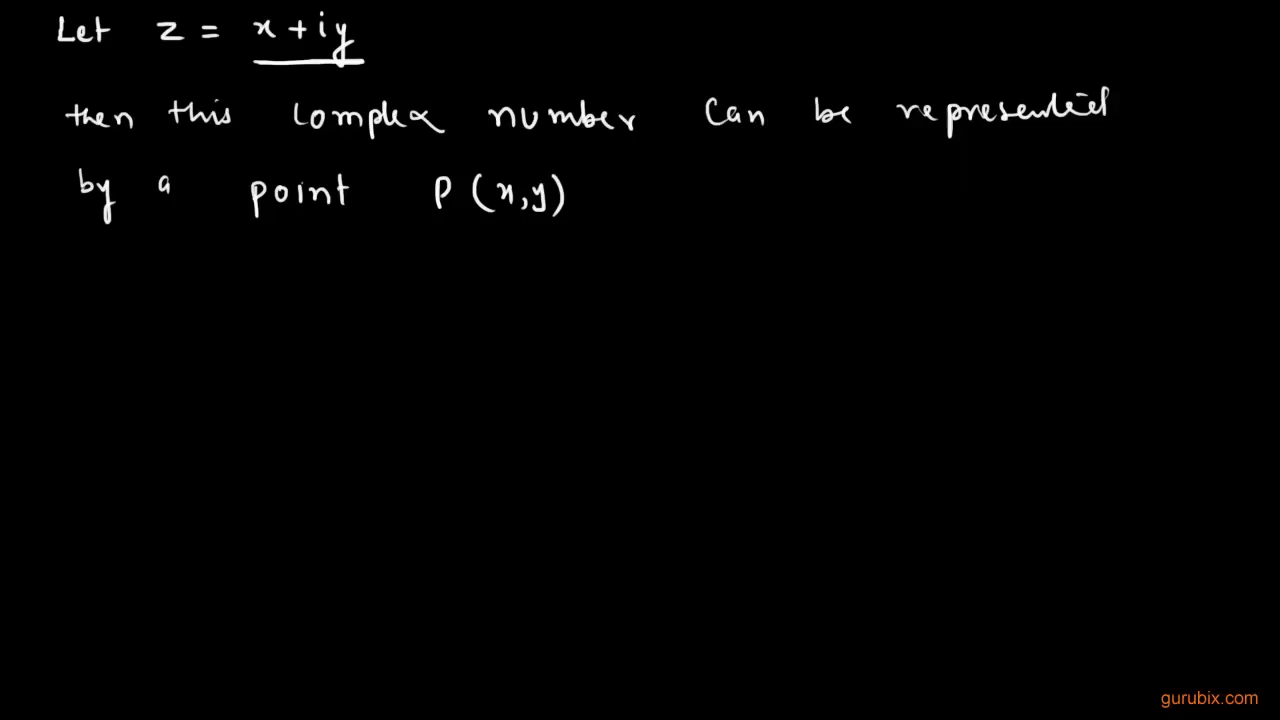 Let z = x + iy
then this complex number can be represented
by a point P (x,y)
gurubix.com